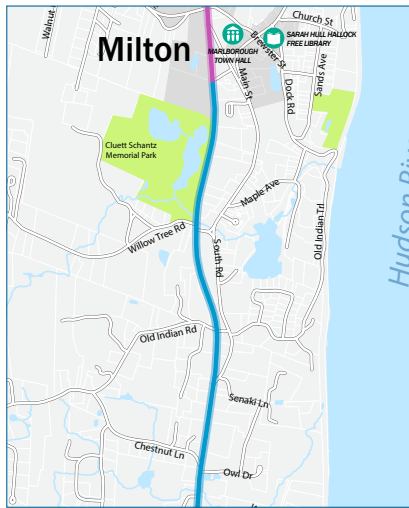 Church St
Walnut
SARAH HULL HALLOCK
FREE LIBRARY
Brewster St
Milton
MARLBOROUGH
TOWN HALL
Main St
Sands Ave
Dock Rd
Cluett Schantz
Memorial Park
Maple Ave
Hudson
Willow Tree Rd
South Rd
Old Indian Trl
Old Indian Rd
Senaki Ln
Chestnut Ln
Owl Dr